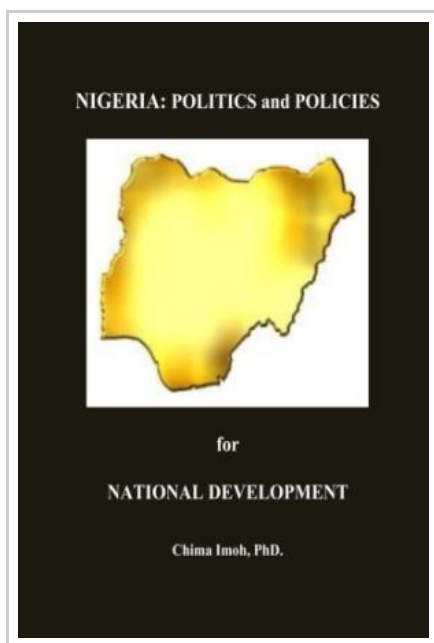 NIGERIA: POLITICS and POLICIES
for
NATIONAL DEVELOPMENT
Chima Imoh, PhD.